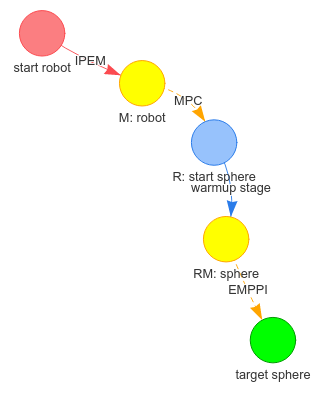 start robot
IPEM
M: robot
MPC
R: start sphere
warmup stage
RM: sphere
EMPPI
target sphere